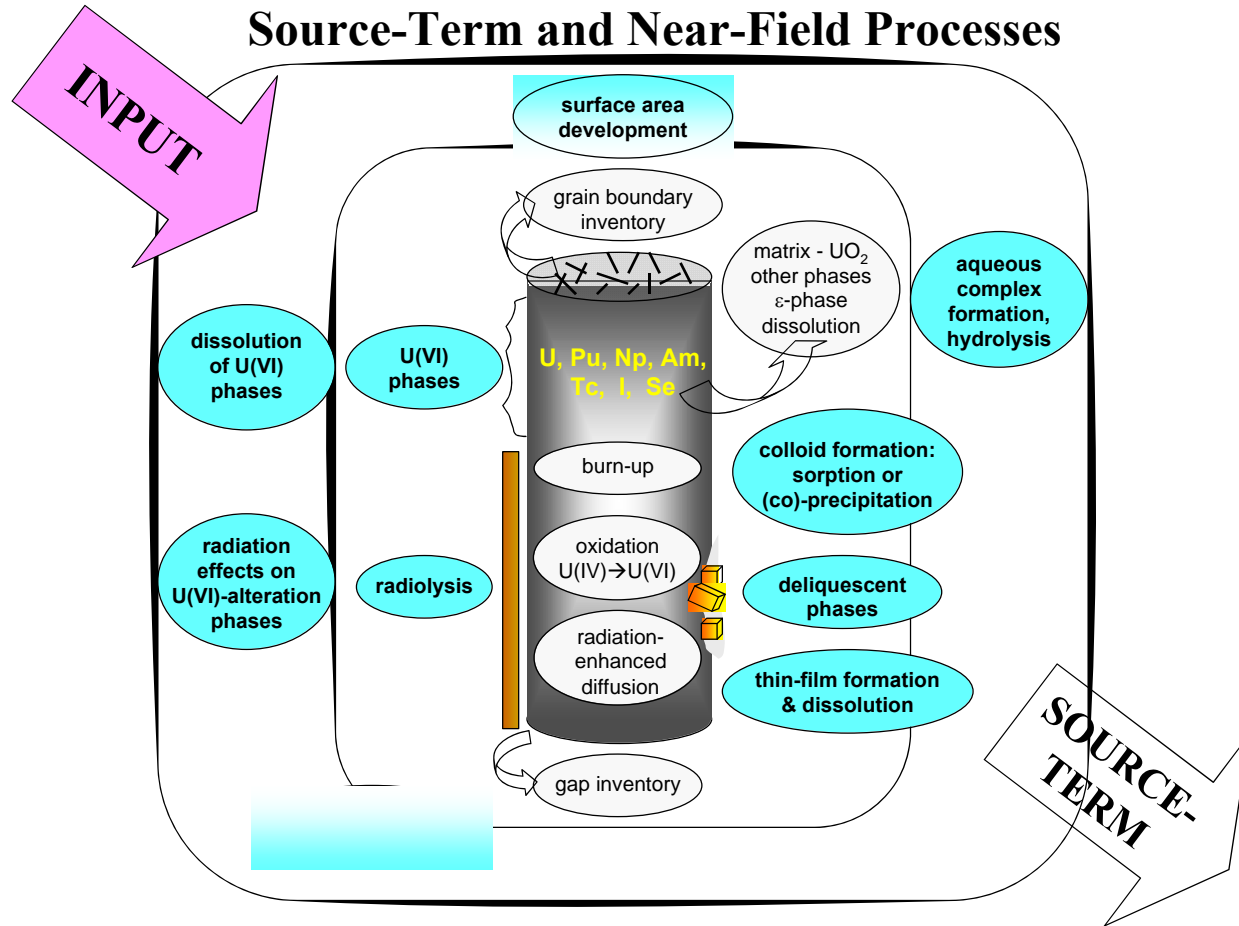 Source-Term and Near-Field Processes
INPUT
surface area
development
grain boundary
inventory
matrix - UO₂
other phases
ε-phase
dissolution
aqueous
complex
formation,
hydrolysis
dissolution
of U(VI)
phases
U(VI)
phases
U, Pu, Np, Am,
Tc, I, Se
burn-up
colloid formation:
sorption or
(co)-precipitation
radiation
effects on
U(VI)-alteration
phases
radiolysis
oxidation
U(IV)→U(VI)
deliquescent
phases
radiation-
enhanced
diffusion
thin-film formation
& dissolution
gap inventory
SOURCE-
TERM